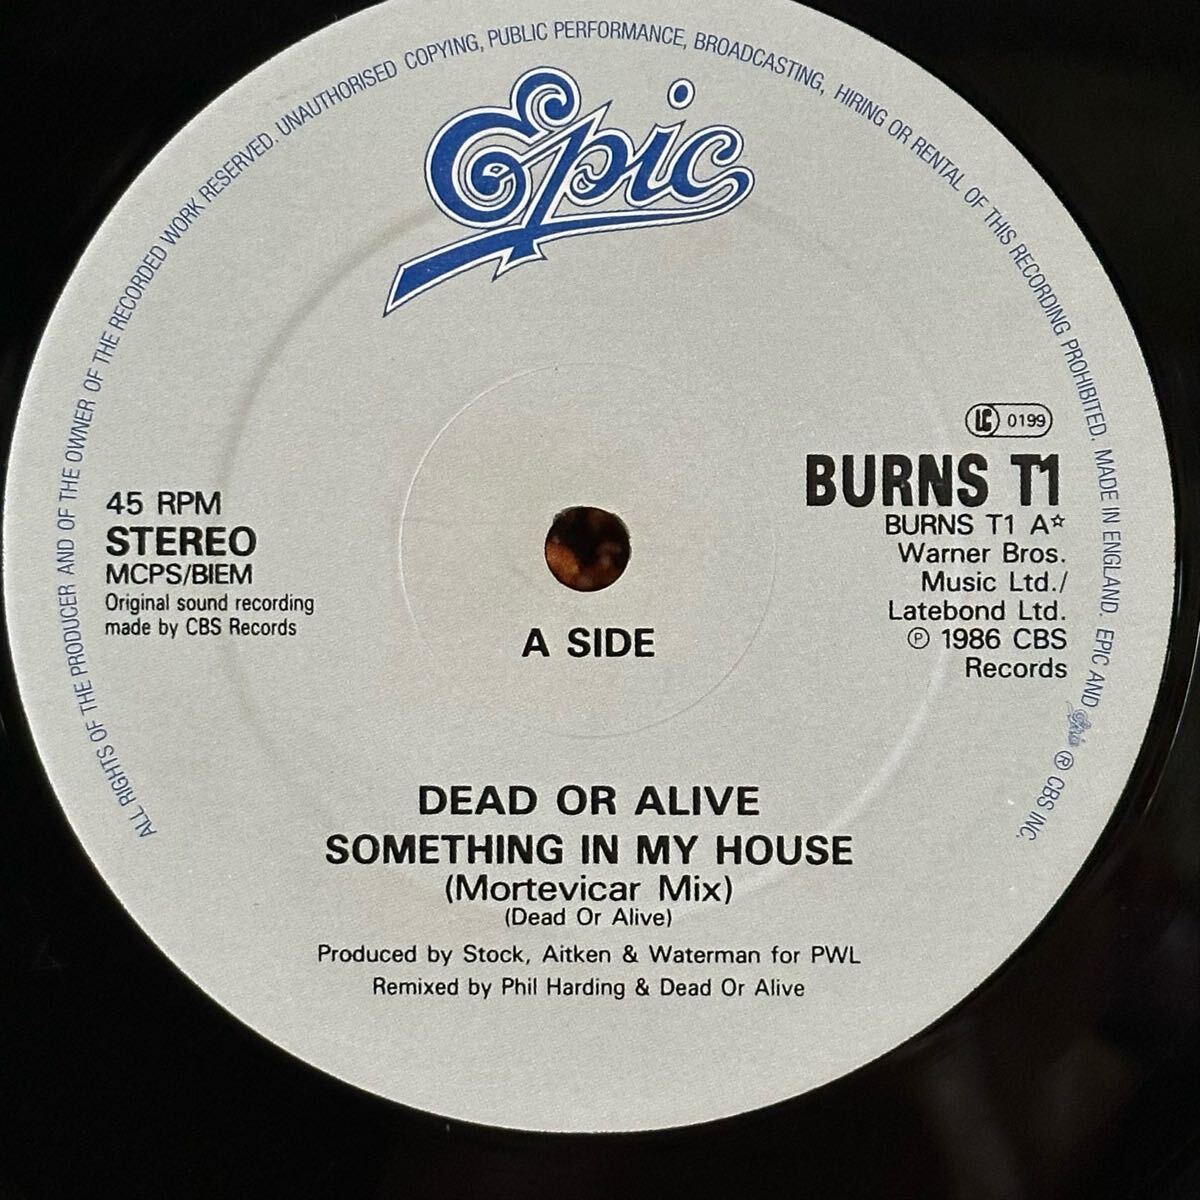 ALL RIGHTS OF THE PRODUCER AND OF THE OWNER OF THE RECORDED WORK RESERVED. UNAUTHORISED COPYING, PUBLIC PERFORMANCE, BROADCASTING, HIRING OR RENTAL OF THIS RECORDING PROHIBITED. MADE IN ENGLAND. EPIC AND Epic ® CBS INC.
Epic
LC 0199
BURNS T1
BURNS T1 A☆
Warner Bros.
Music Ltd./
Latebond Ltd.
℗ 1986 CBS
Records
45 RPM
STEREO
MCPS/BIEM
Original sound recording
made by CBS Records
A SIDE
DEAD OR ALIVE
SOMETHING IN MY HOUSE
(Mortevicar Mix)
(Dead Or Alive)
Produced by Stock, Aitken & Waterman for PWL
Remixed by Phil Harding & Dead Or Alive